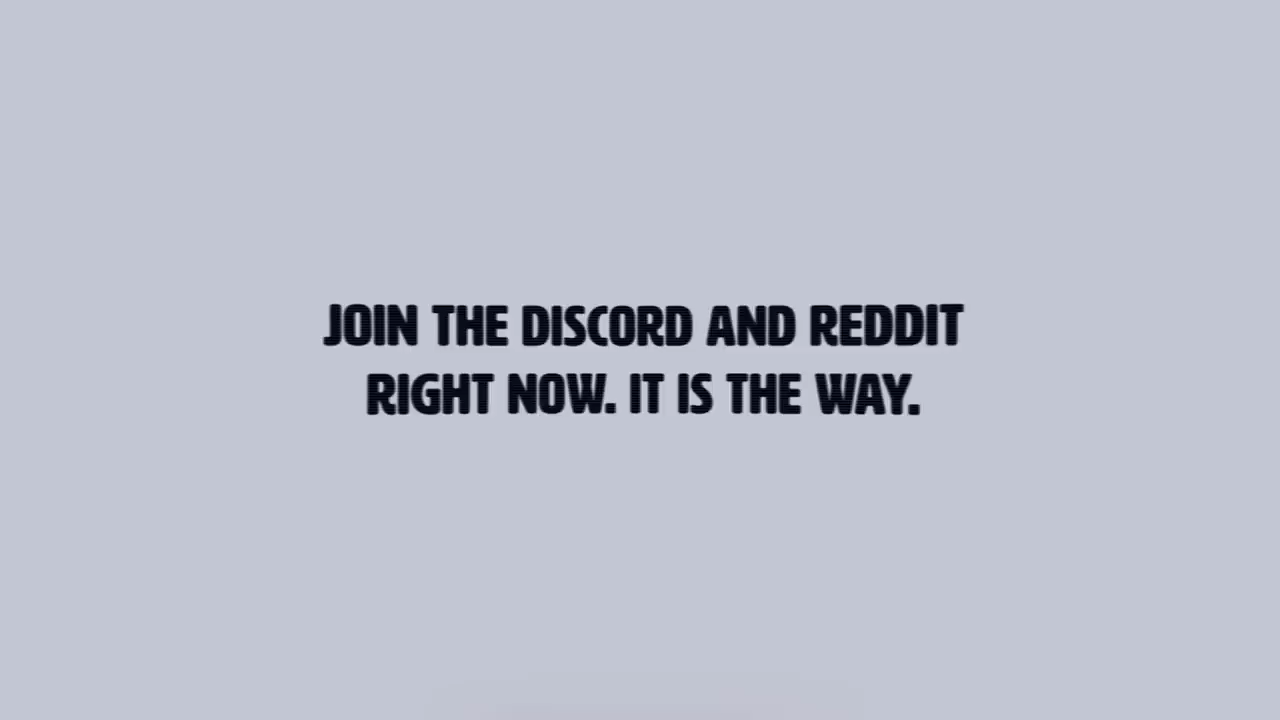 JOIN THE DISCORD AND REDDIT
RIGHT NOW. IT IS THE WAY.